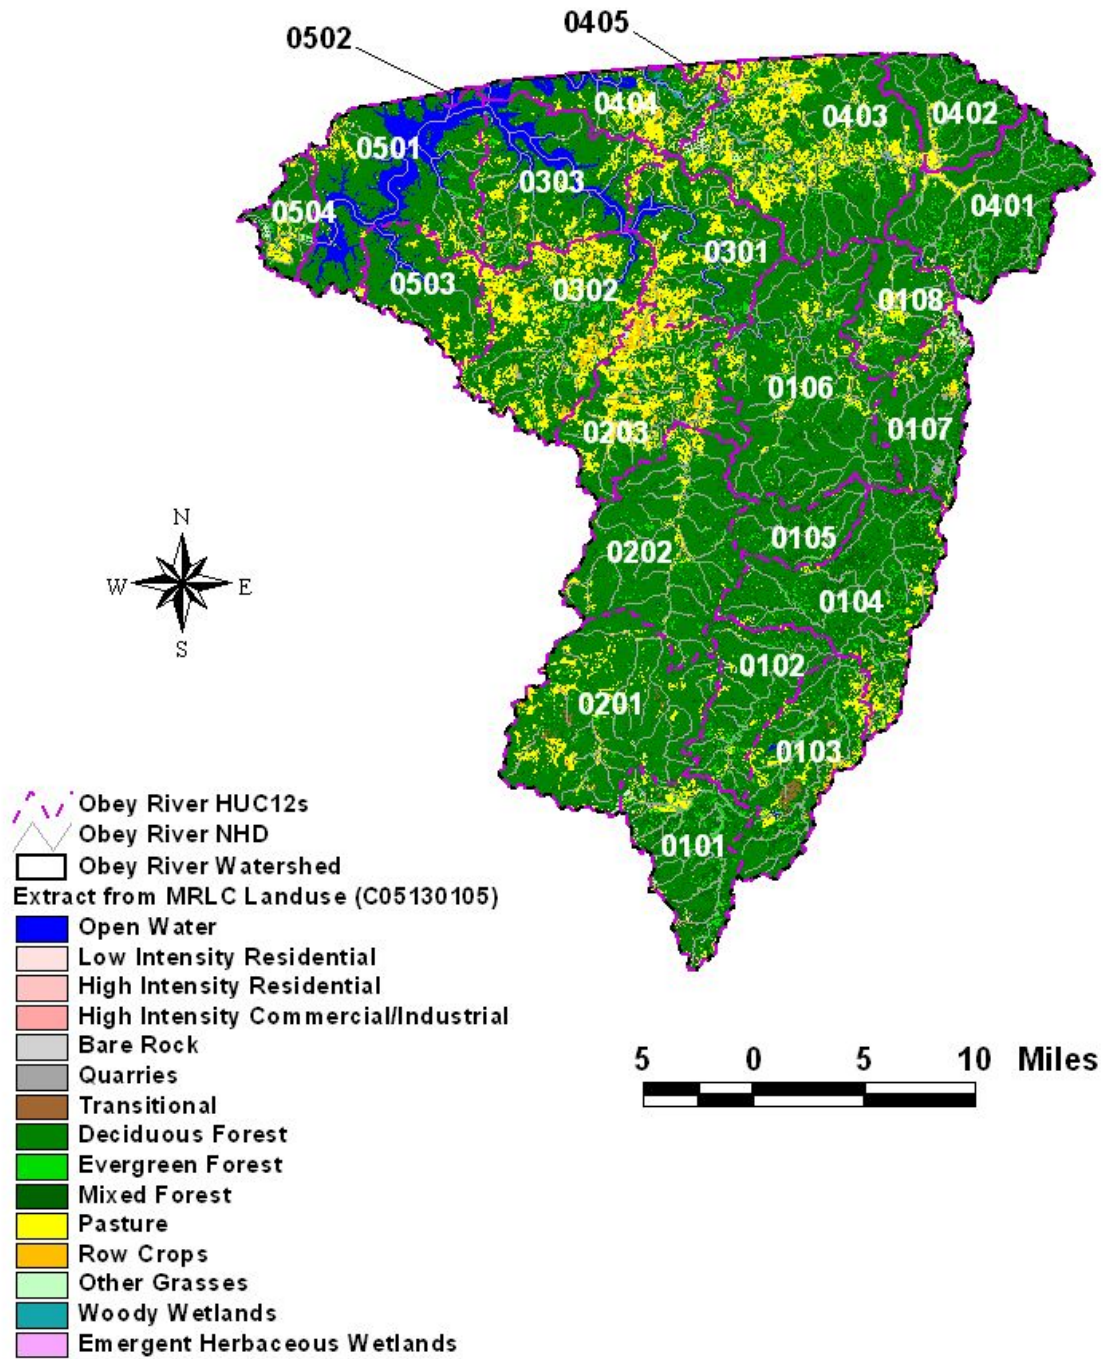 0405
0502
0404
0403
0402
0501
0303
0401
0504
0301
0503
0302
0108
0106
0203
0107
0105
0202
0104
0102
0201
0103
0101
N
W E
S
Obey River HUC12s
Obey River NHD
Obey River Watershed
Extract from MRLC Landuse (C05130105)
Open Water
Low Intensity Residential
High Intensity Residential
High Intensity Commercial/Industrial
Bare Rock
Quarries
Transitional
Deciduous Forest
Evergreen Forest
Mixed Forest
Pasture
Row Crops
Other Grasses
Woody Wetlands
Emergent Herbaceous Wetlands
5 0 5 10 Miles